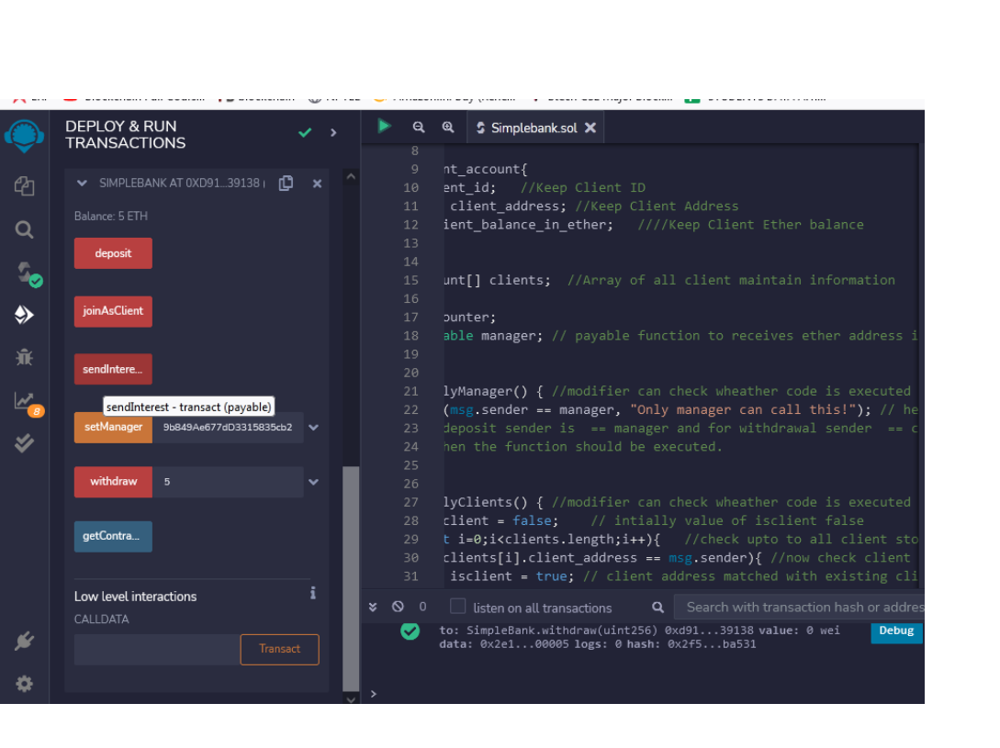 DEPLOY & RUN
TRANSACTIONS
SIMPLEBANK AT 0XD91...39138 (
Balance: 5 ETH
deposit
joinAsClient
sendIntere...
sendInterest - transact (payable)
setManager 9b849Ae677dD3315835cb2
withdraw 5
getContra...
Low level interactions
CALLDATA
Transact
8
Simplebank.sol
8
9 nt_account{
10 ent_id; //Keep Client ID
11 client_address; //Keep Client Address
12 ient_balance_in_ether; ////Keep Client Ether balance
13
14
15 unt[] clients; //Array of all client maintain information
16
17 ounter;
18 able manager; // payable function to receives ether address i
19
20
21 lyManager() { //modifier can check wheather code is executed
22 (msg.sender == manager, "Only manager can call this!"); // he
23 deposit sender is == manager and for withdrawal sender == c
24 hen the function should be executed.
25
26
27 lyClients() { //modifier can check wheather code is executed
28 client = false; // intially value of isclient false
29 t i=0;i<clients.length;i++){ //check upto to all client sto
30 clients[i].client_address == msg.sender){ //now check client
31 isclient = true; // client address matched with existing cli
0 listen on all transactions Search with transaction hash or addres
to: SimpleBank.withdraw(uint256) 0xd91...39138 value: 0 wei Debug
data: 0x2e1...00005 logs: 0 hash: 0x2f5...ba531
>